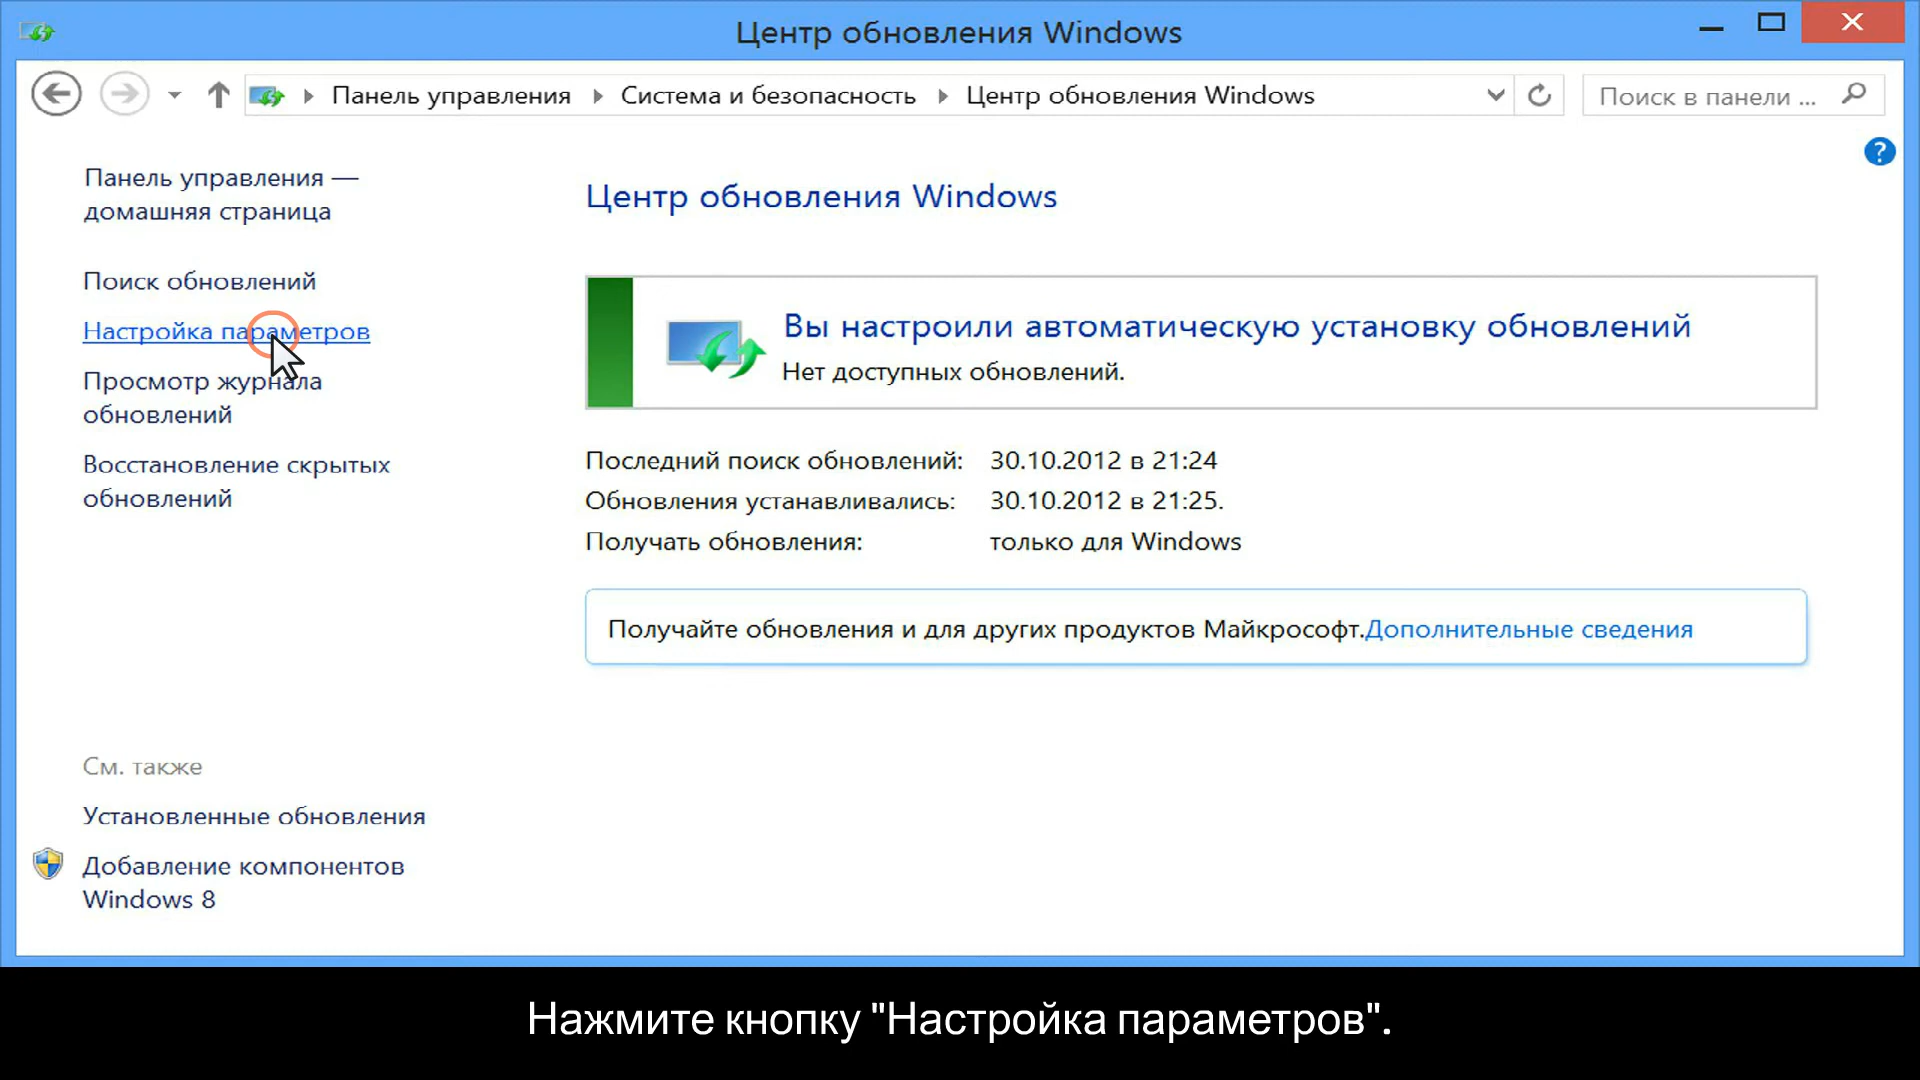 Центр обновления Windows
Панель управления Система и безопасность Центр обновления Windows
Поиск в панели ...
?
Панель управления —
домашняя страница
Поиск обновлений
Настройка параметров
Просмотр журнала
обновлений
Восстановление скрытых
обновлений
Центр обновления Windows
Вы настроили автоматическую установку обновлений
Нет доступных обновлений.
Последний поиск обновлений: 30.10.2012 в 21:24
Обновления устанавливались: 30.10.2012 в 21:25.
Получать обновления: только для Windows
Получайте обновления и для других продуктов Майкрософт.Дополнительные сведения
См. также
Установленные обновления
Добавление компонентов
Windows 8
Нажмите кнопку "Настройка параметров".